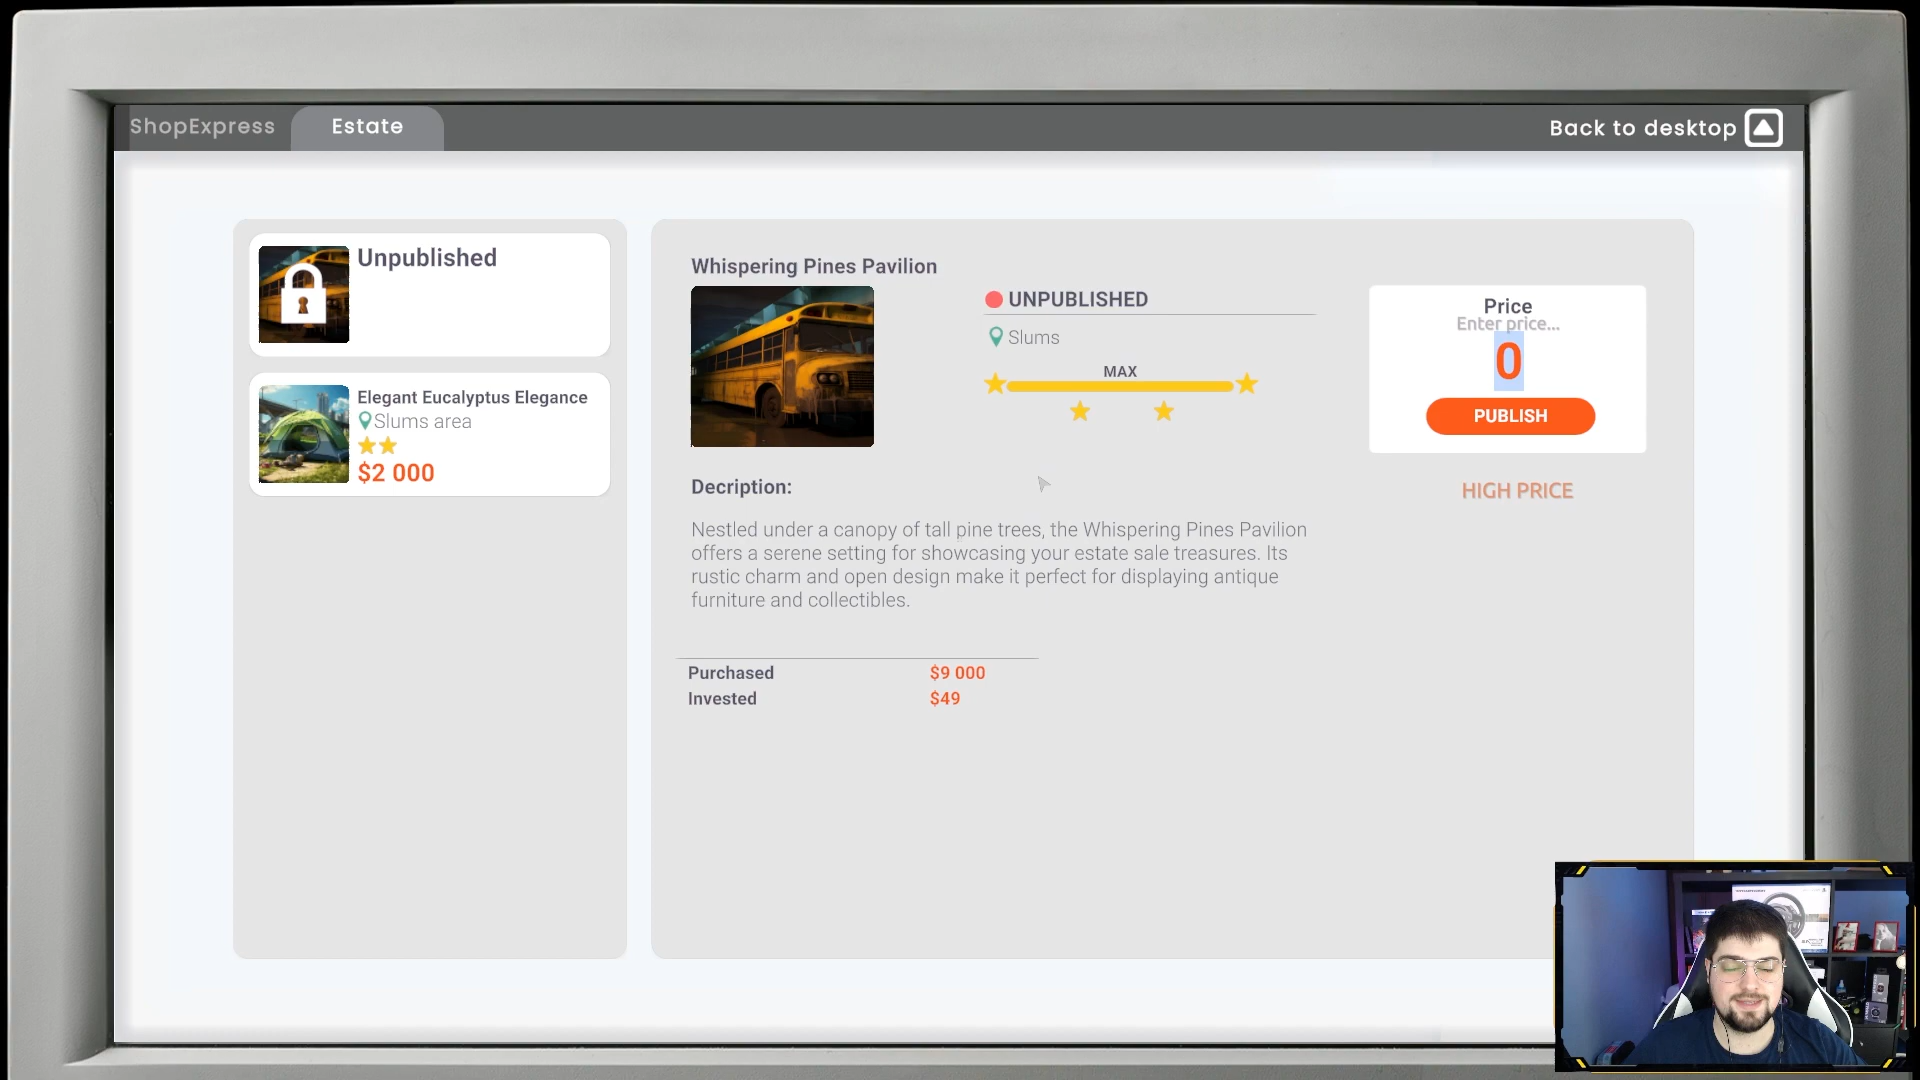 ShopExpress
Estate
Back to desktop
Unpublished
Elegant Eucalyptus Elegance
Slums area
$2 000
Whispering Pines Pavilion
UNPUBLISHED
Slums
MAX
Price
Enter price...
0
PUBLISH
HIGH PRICE
Decription:
Nestled under a canopy of tall pine trees, the Whispering Pines Pavilion
offers a serene setting for showcasing your estate sale treasures. Its
rustic charm and open design make it perfect for displaying antique
furniture and collectibles.
Purchased $9 000
Invested $49